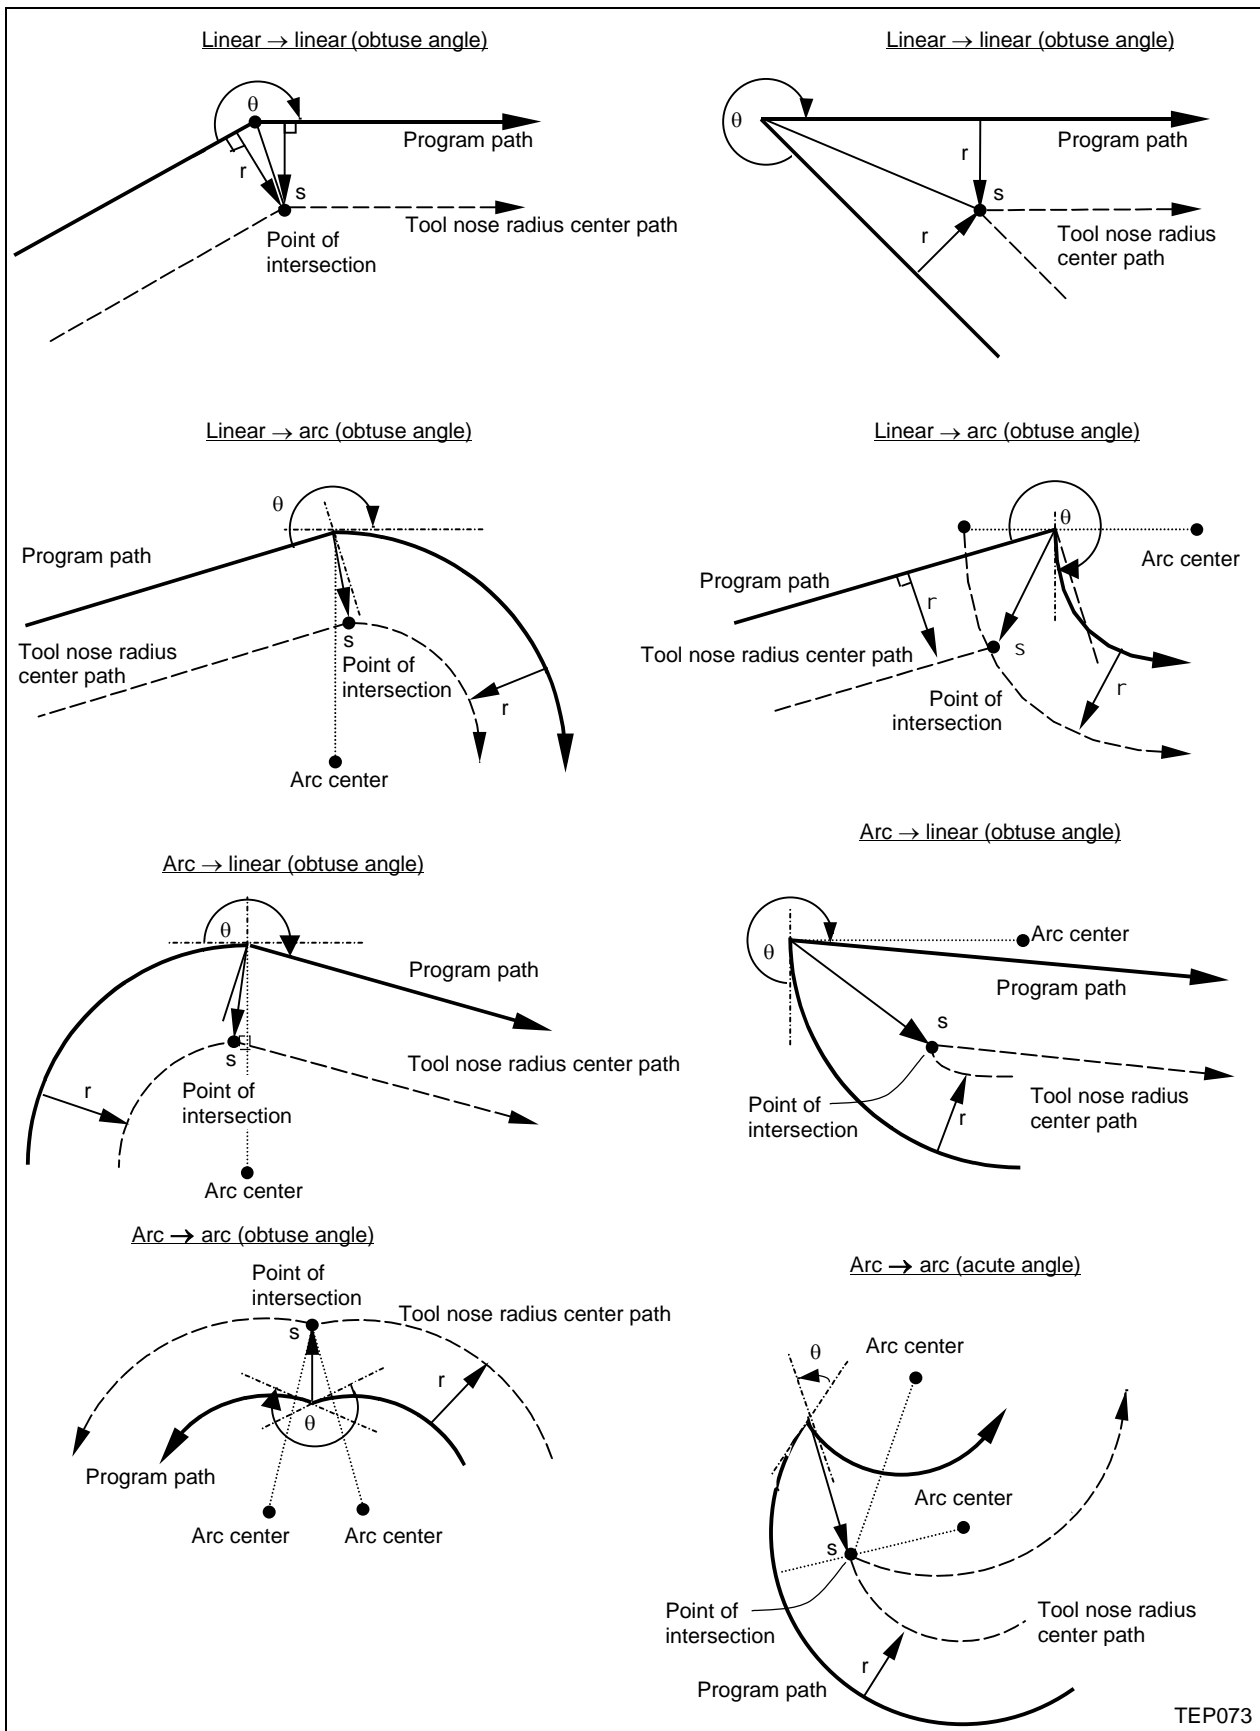 Linear → linear (obtuse angle)
θ
Program path
r
s
Tool nose radius center path
Point of
intersection
Linear → linear (obtuse angle)
θ
Program path
r
s
r
Tool nose radius
center path
Linear → arc (obtuse angle)
θ
Program path
Tool nose radius
center path
s
Point of
intersection
r
Arc center
Linear → arc (obtuse angle)
θ
Arc center
Program path
r
Tool nose radius center path
s
r
Point of
intersection
Arc → linear (obtuse angle)
θ
Program path
s
Tool nose radius center path
r
Point of
intersection
Arc center
Arc → linear (obtuse angle)
Arc center
θ
Program path
s
Point of
intersection
r
Tool nose radius
center path
Arc → arc (obtuse angle)
Point of
intersection
Tool nose radius center path
s
r
θ
Program path
Arc center
Arc center
Arc → arc (acute angle)
θ
Arc center
Arc center
s
Point of
intersection
Tool nose radius
center path
r
Program path
TEP073